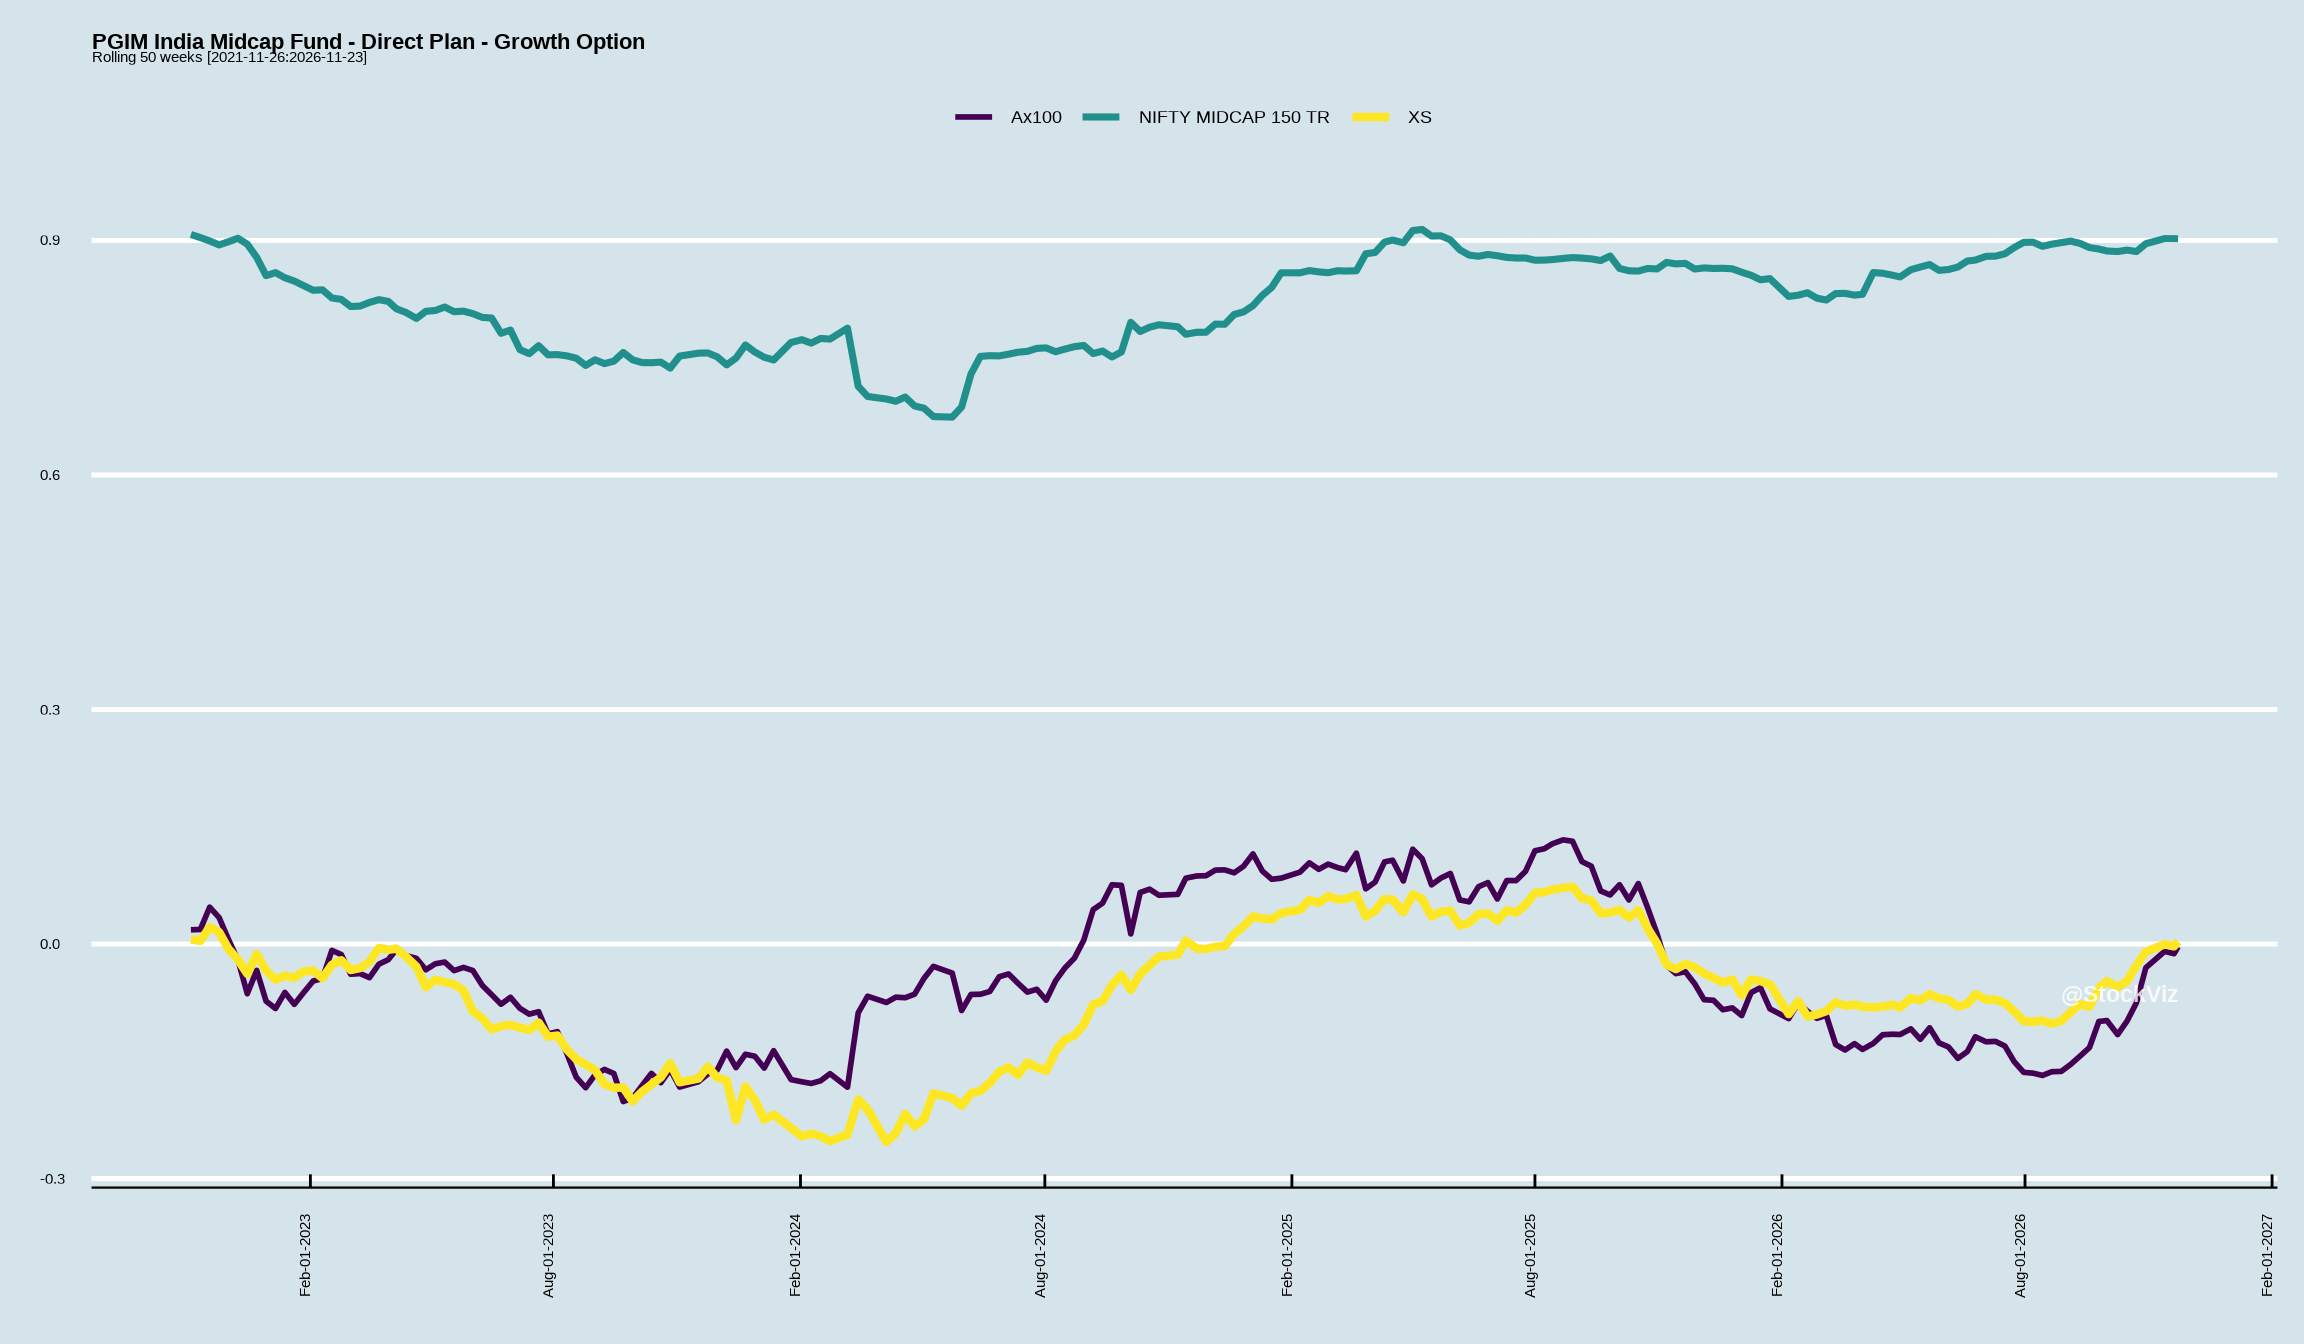 PGIM India Midcap Fund - Direct Plan - Growth Option
Rolling 50 weeks [2021-11-26:2026-11-23]
Ax100 NIFTY MIDCAP 150 TR XS
0.9
0.6
0.3
0.0
@StockViz
-0.3
Feb-01-2023
Aug-01-2023
Feb-01-2024
Aug-01-2024
Feb-01-2025
Aug-01-2025
Feb-01-2026
Aug-01-2026
Feb-01-2027